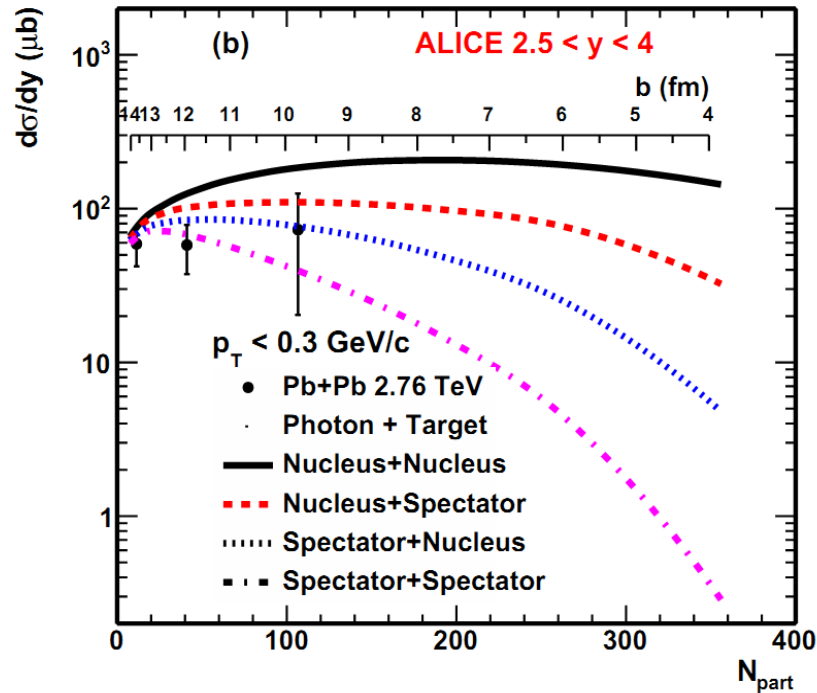 (b) ALICE 2.5 < y < 4
dσ/dy (μb)
10³
10²
10
1
b (fm)
14 13 12 11 10 9 8 7 6 5 4
p_T < 0.3 GeV/c
Pb+Pb 2.76 TeV
Photon + Target
Nucleus+Nucleus
Nucleus+Spectator
Spectator+Nucleus
Spectator+Spectator
0 100 200 300 400
N_part